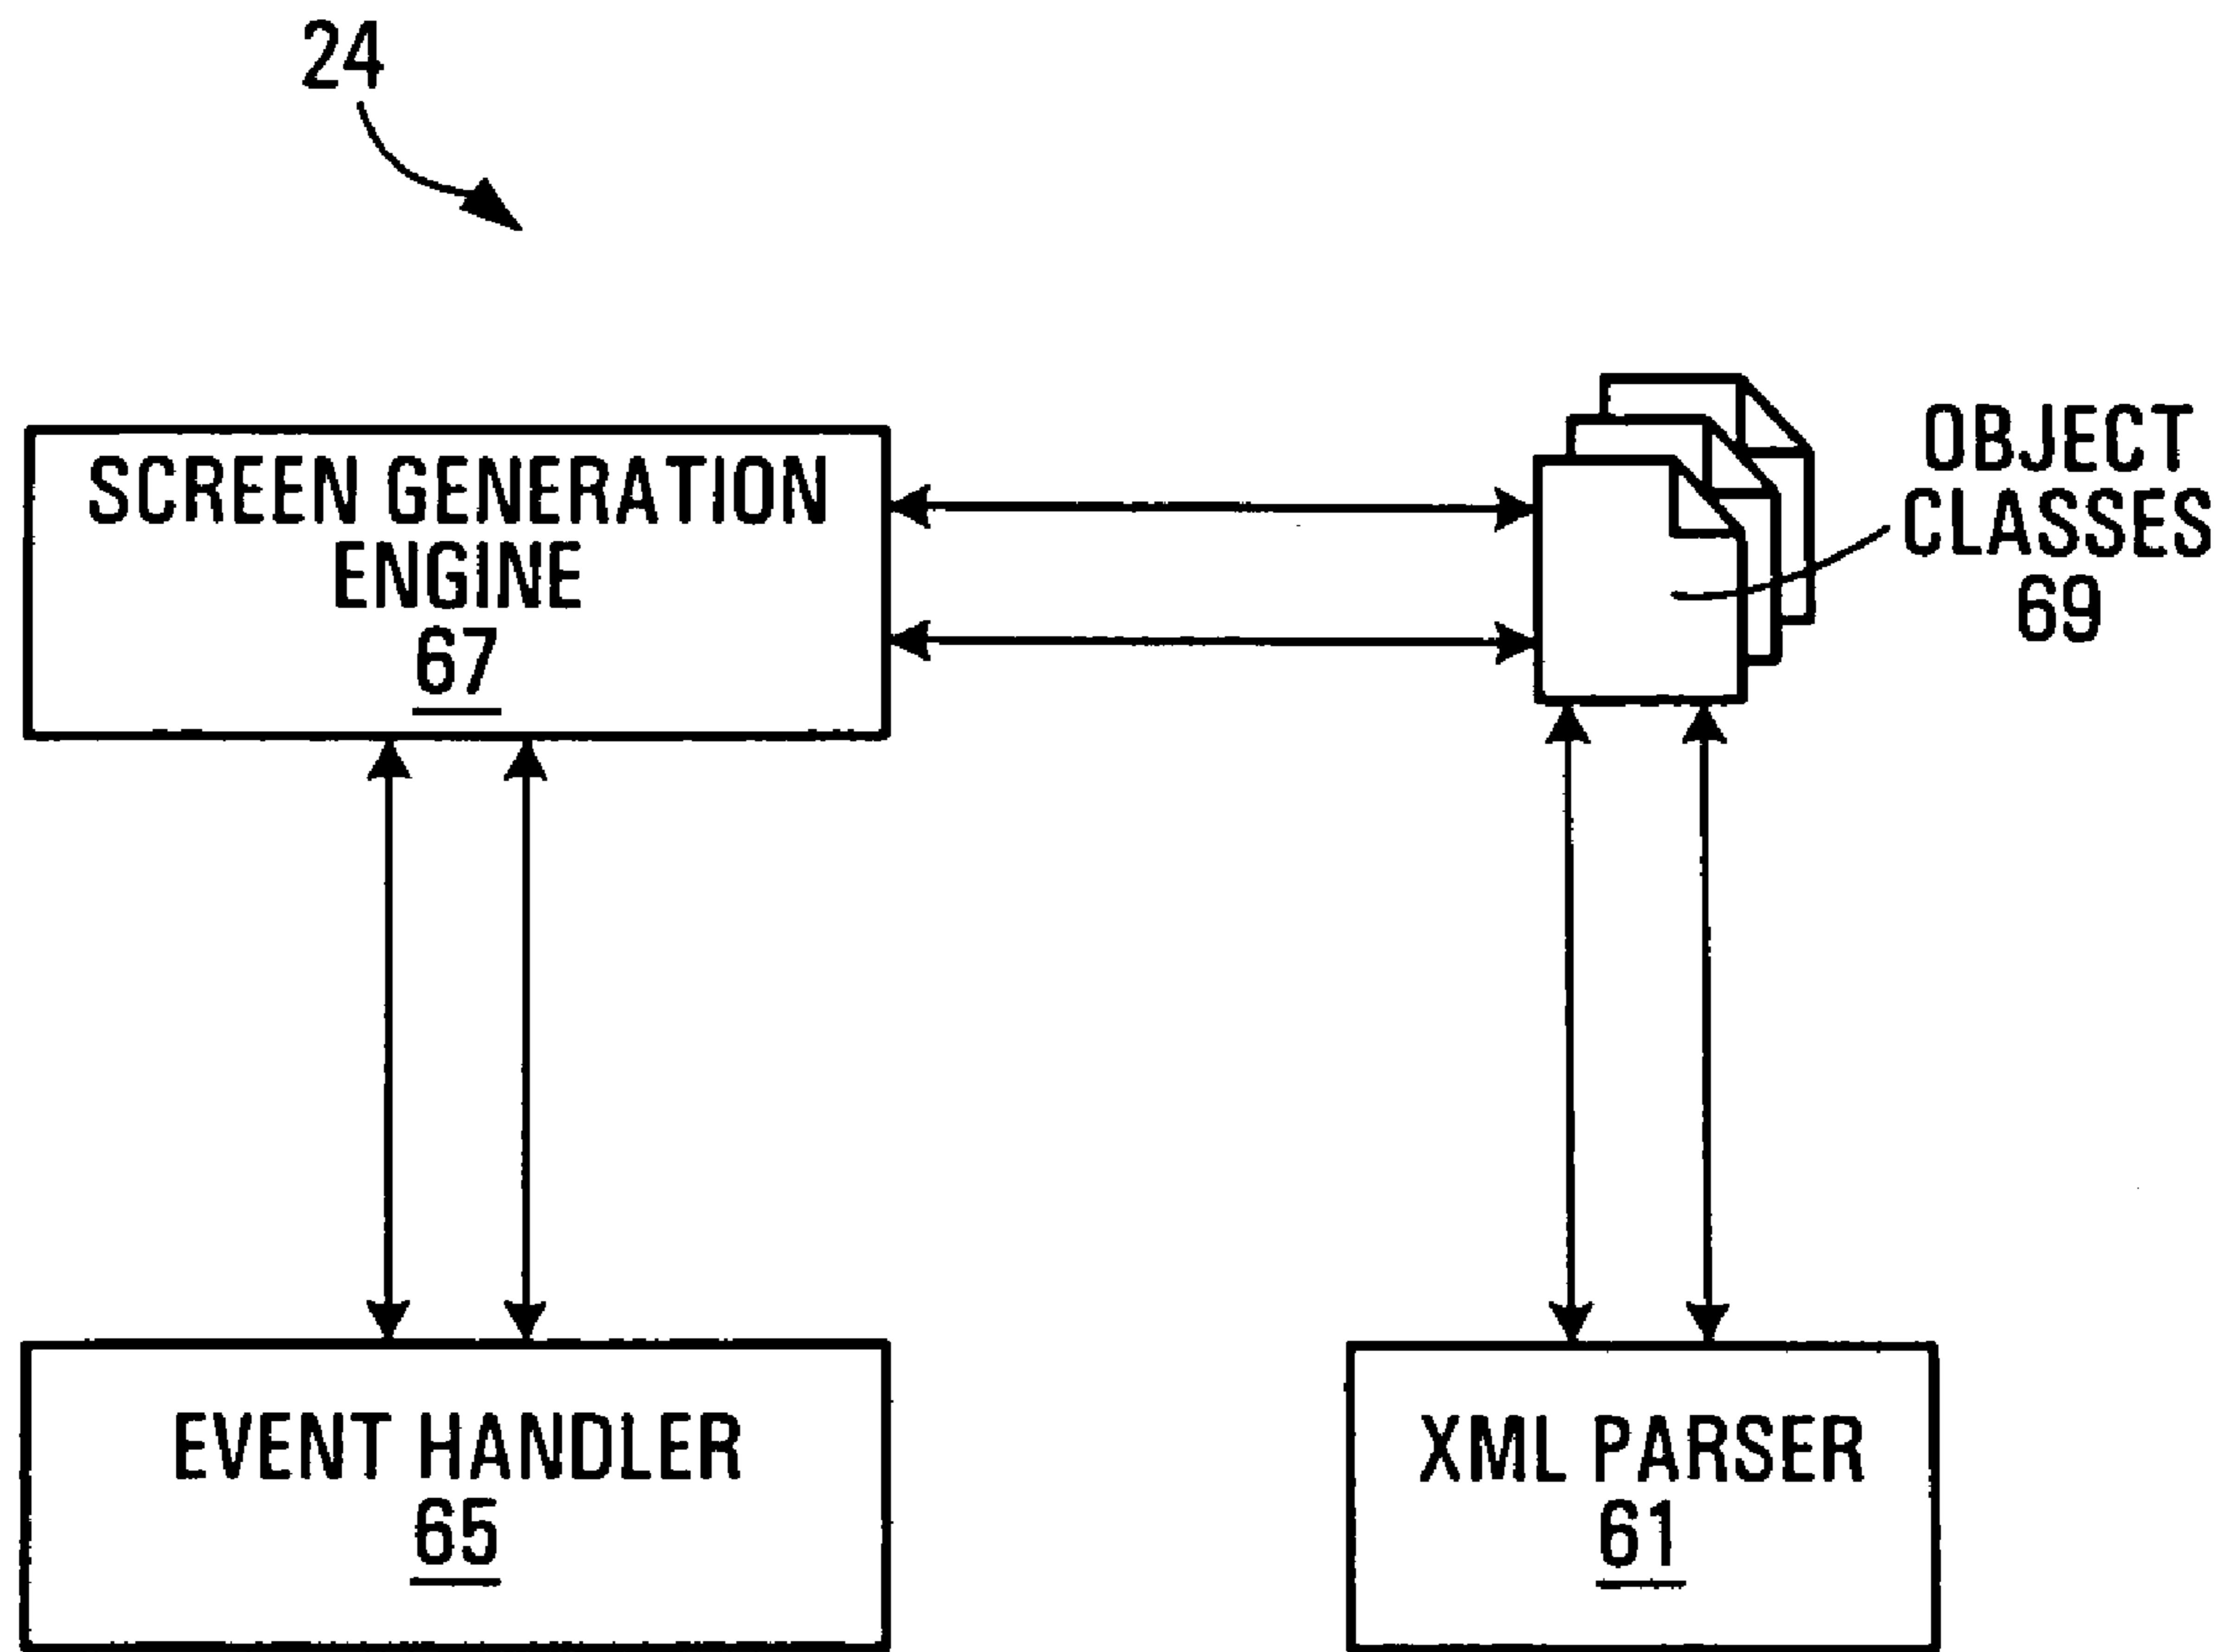 24
SCREEN GENERATION
ENGINE
67
OBJECT
CLASSES
69
EVENT HANDLER
65
XML PARSER
61